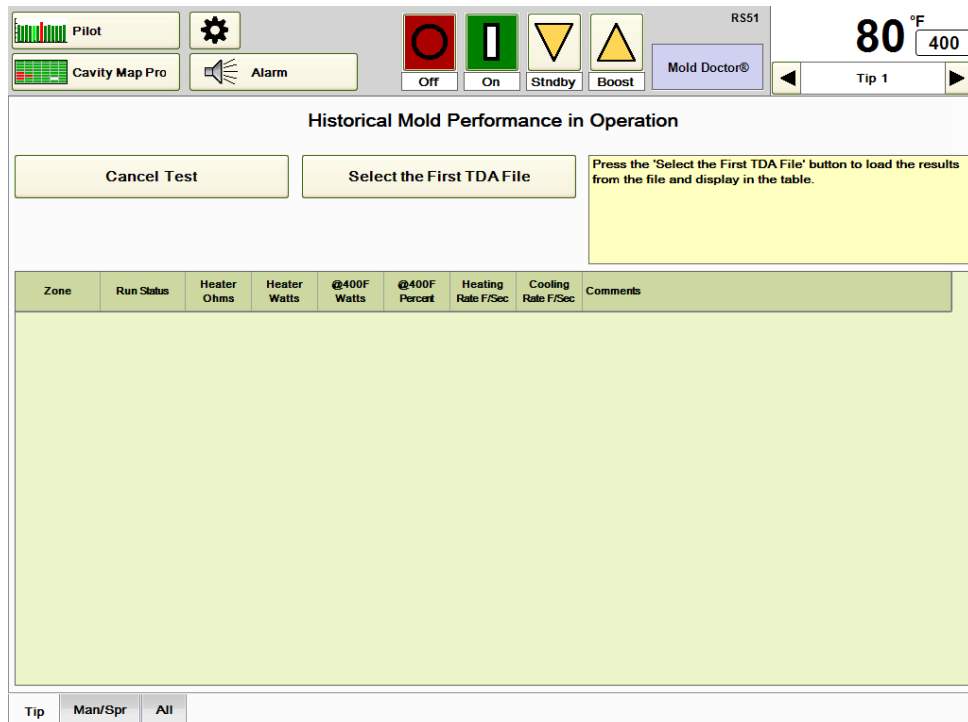 Pilot
Cavity Map Pro
Alarm
Off
On
Stndby
Boost
RS51
Mold Doctor®
80 °F
400
Tip 1
Historical Mold Performance in Operation
Cancel Test
Select the First TDA File
Press the 'Select the First TDA File' button to load the results
from the file and display in the table.
Zone
Run Status
Heater
Ohms
Heater
Watts
@400F
Watts
@400F
Percent
Heating
Rate F/Sec
Cooling
Rate F/Sec
Comments
Tip
Man/Spr
All